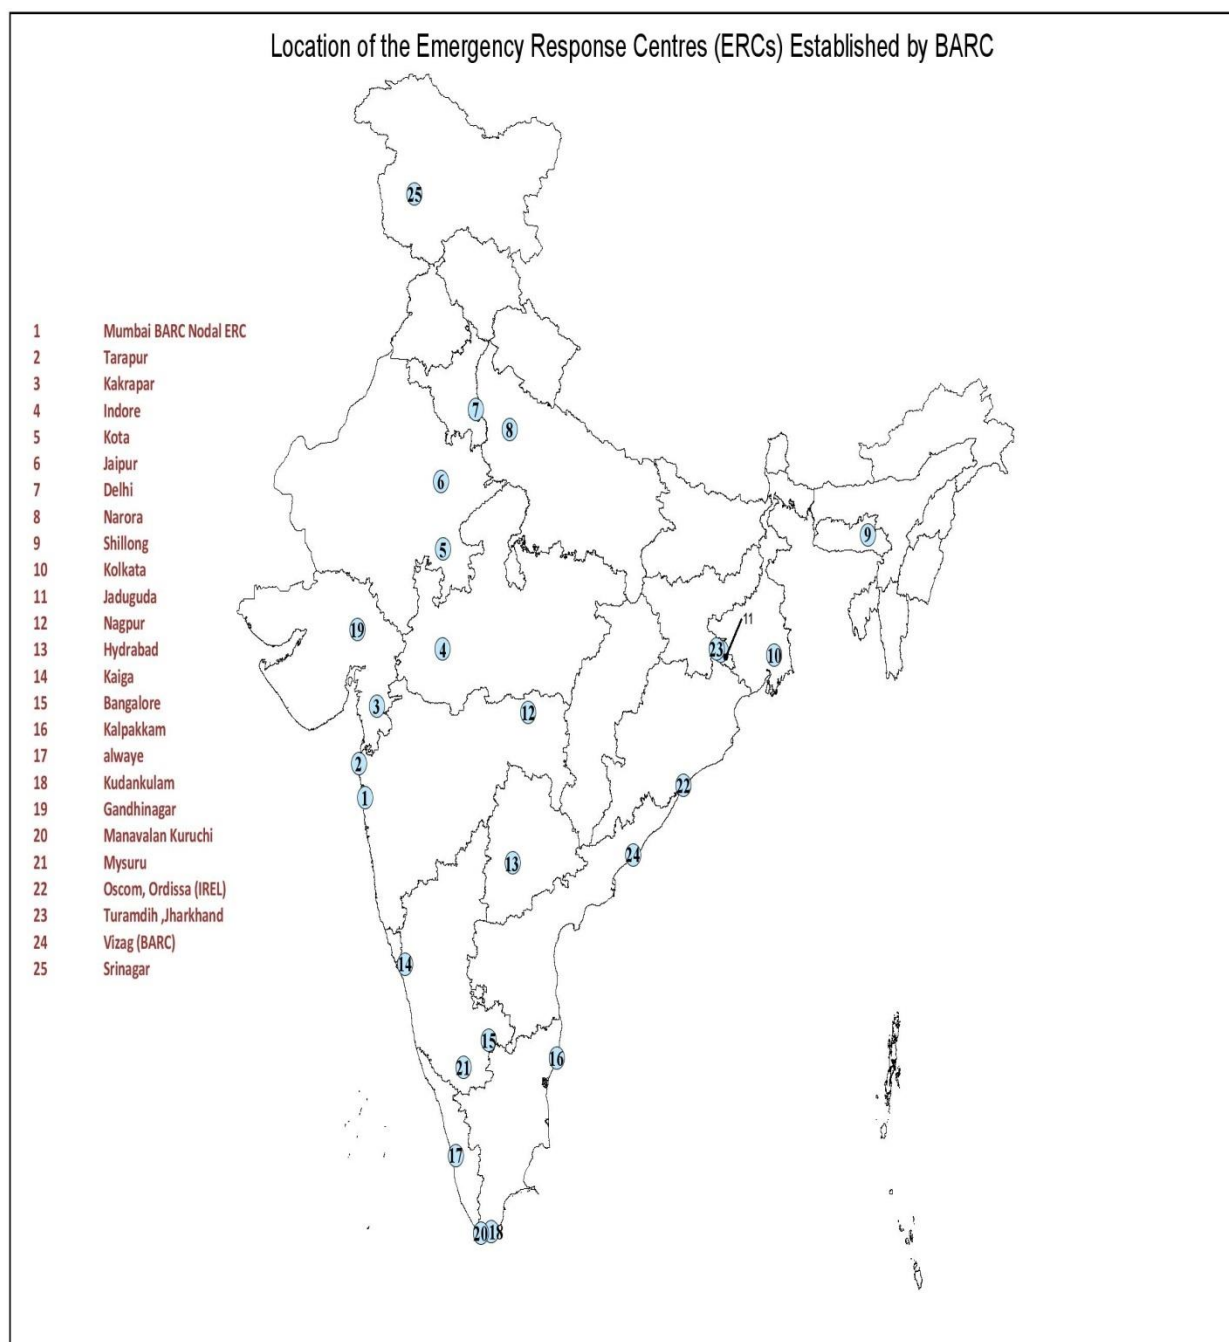 Location of the Emergency Response Centres (ERCs) Established by BARC
1 Mumbai BARC Nodal ERC
2 Tarapur
3 Kakrapar
4 Indore
5 Kota
6 Jaipur
7 Delhi
8 Narora
9 Shillong
10 Kolkata
11 Jaduguda
12 Nagpur
13 Hydrabad
14 Kaiga
15 Bangalore
16 Kalpakkam
17 alwaye
18 Kudankulam
19 Gandhinagar
20 Manavalan Kuruchi
21 Mysuru
22 Oscom, Ordissa (IREL)
23 Turamdih ,Jharkhand
24 Vizag (BARC)
25 Srinagar
25
7
8
6
5
9
11
19
4
23
10
3
12
2
22
1
24
13
14
15
16
21
17
20
18